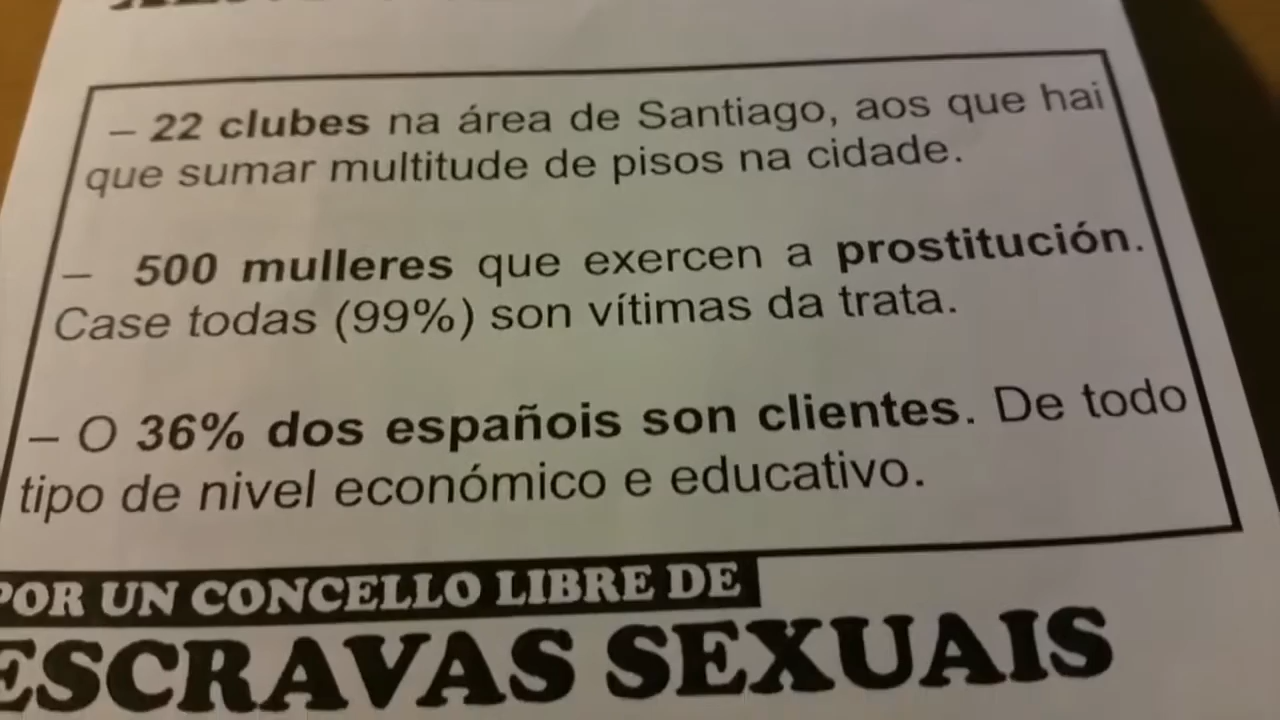 – 22 clubes na área de Santiago, aos que hai
que sumar multitude de pisos na cidade.
– 500 mulleres que exercen a prostitución.
Case todas (99%) son vítimas da trata.
– O 36% dos españois son clientes. De todo
tipo de nivel económico e educativo.
POR UN CONCELLO LIBRE DE
ESCRAVAS SEXUAIS